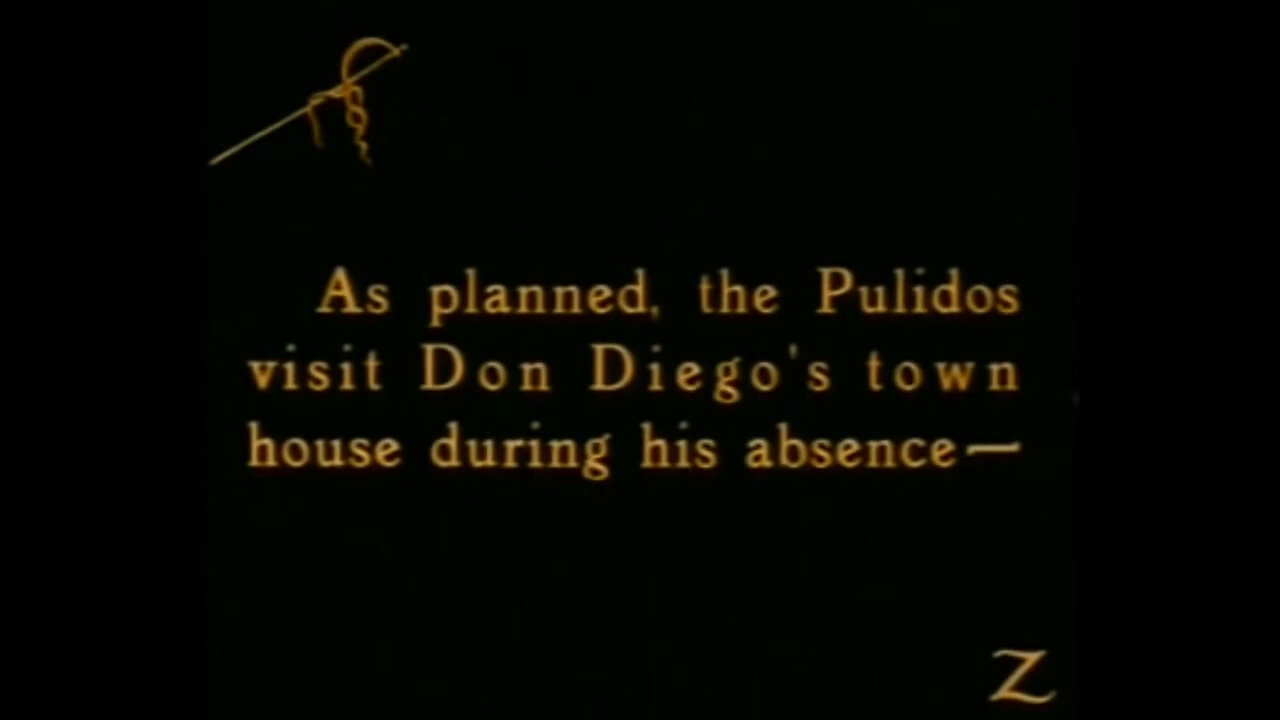 As planned, the Pulidos
visit Don Diego's town
house during his absence—
Z